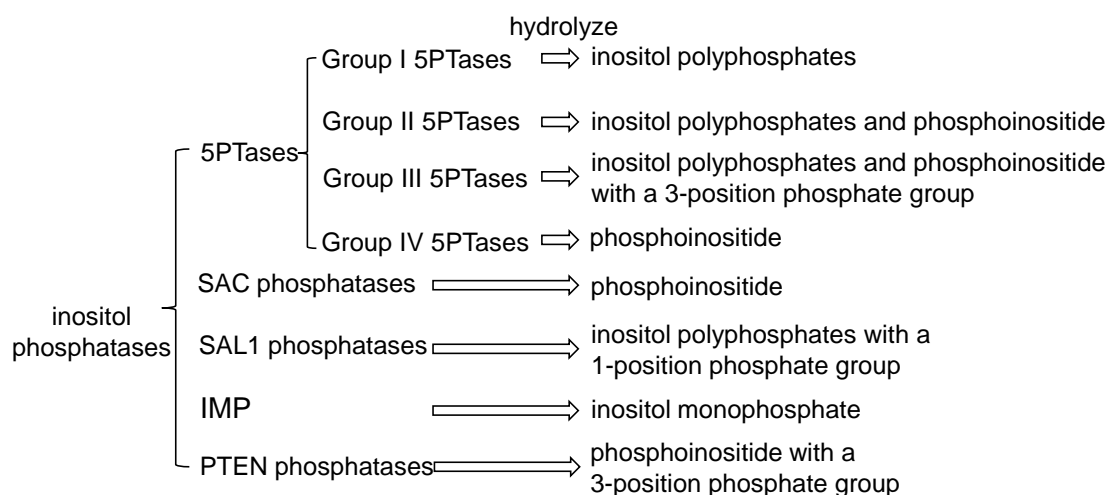 hydrolyze
Group I 5PTases
inositol polyphosphates
Group II 5PTases
inositol polyphosphates and phosphoinositide
5PTases
Group III 5PTases
inositol polyphosphates and phosphoinositide
with a 3-position phosphate group
Group IV 5PTases
phosphoinositide
SAC phosphatases
phosphoinositide
inositol
phosphatases
SAL1 phosphatases
inositol polyphosphates with a
1-position phosphate group
IMP
inositol monophosphate
PTEN phosphatases
phosphoinositide with a
3-position phosphate group